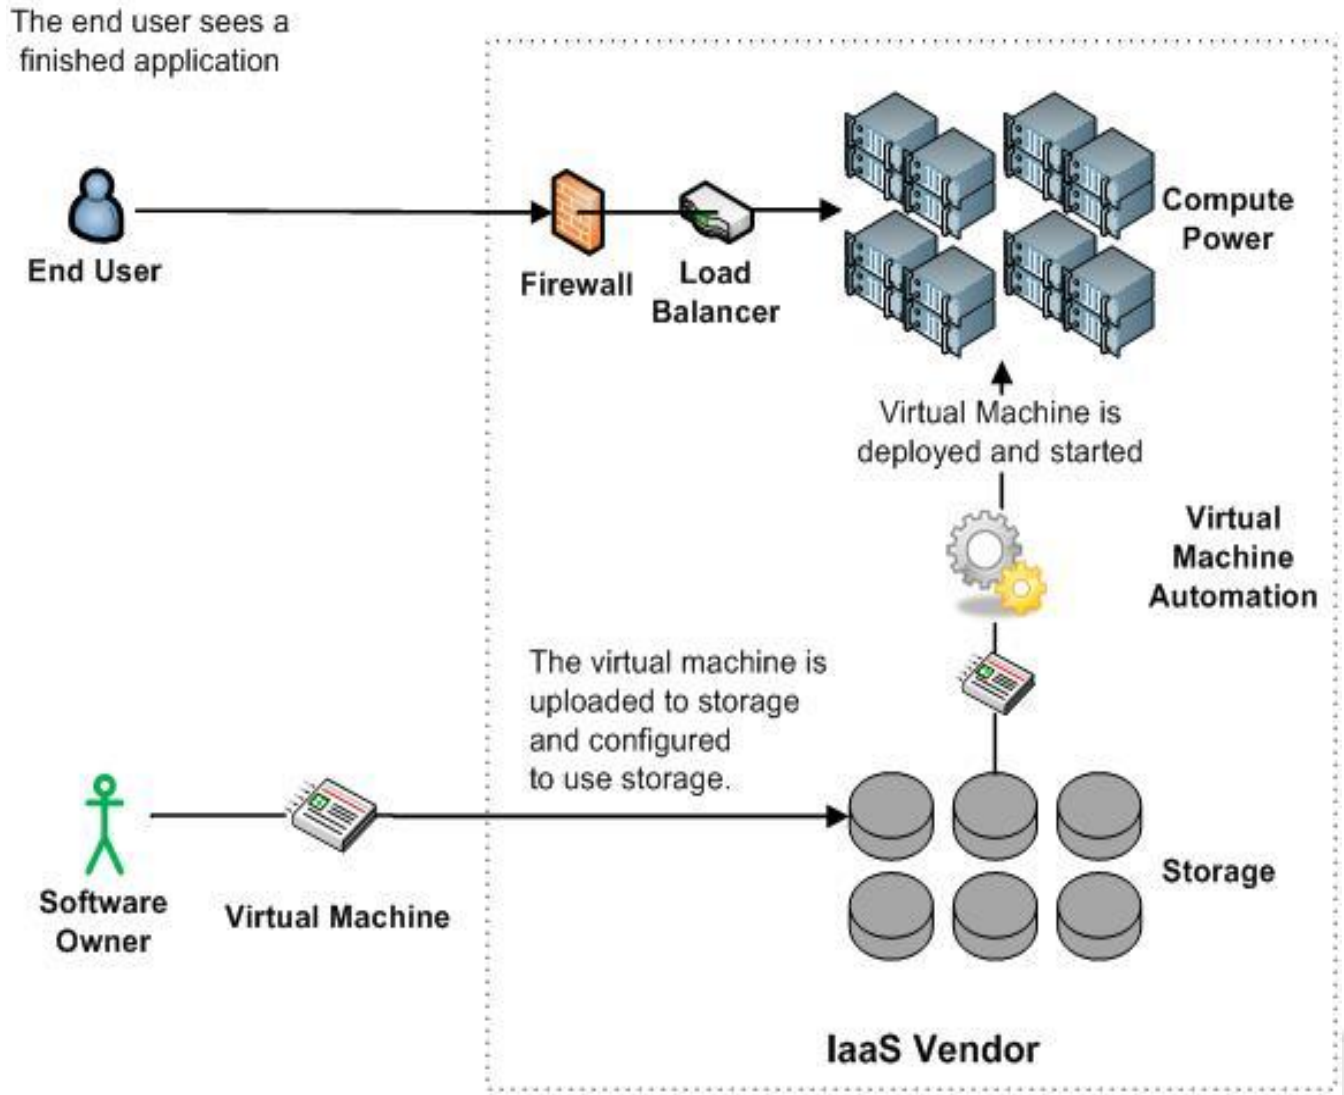 The end user sees a
finished application
End User
Firewall
Load
Balancer
Compute
Power
Virtual Machine is
deployed and started
Virtual
Machine
Automation
The virtual machine is
uploaded to storage
and configured
to use storage.
Software
Owner
Virtual Machine
Storage
IaaS Vendor